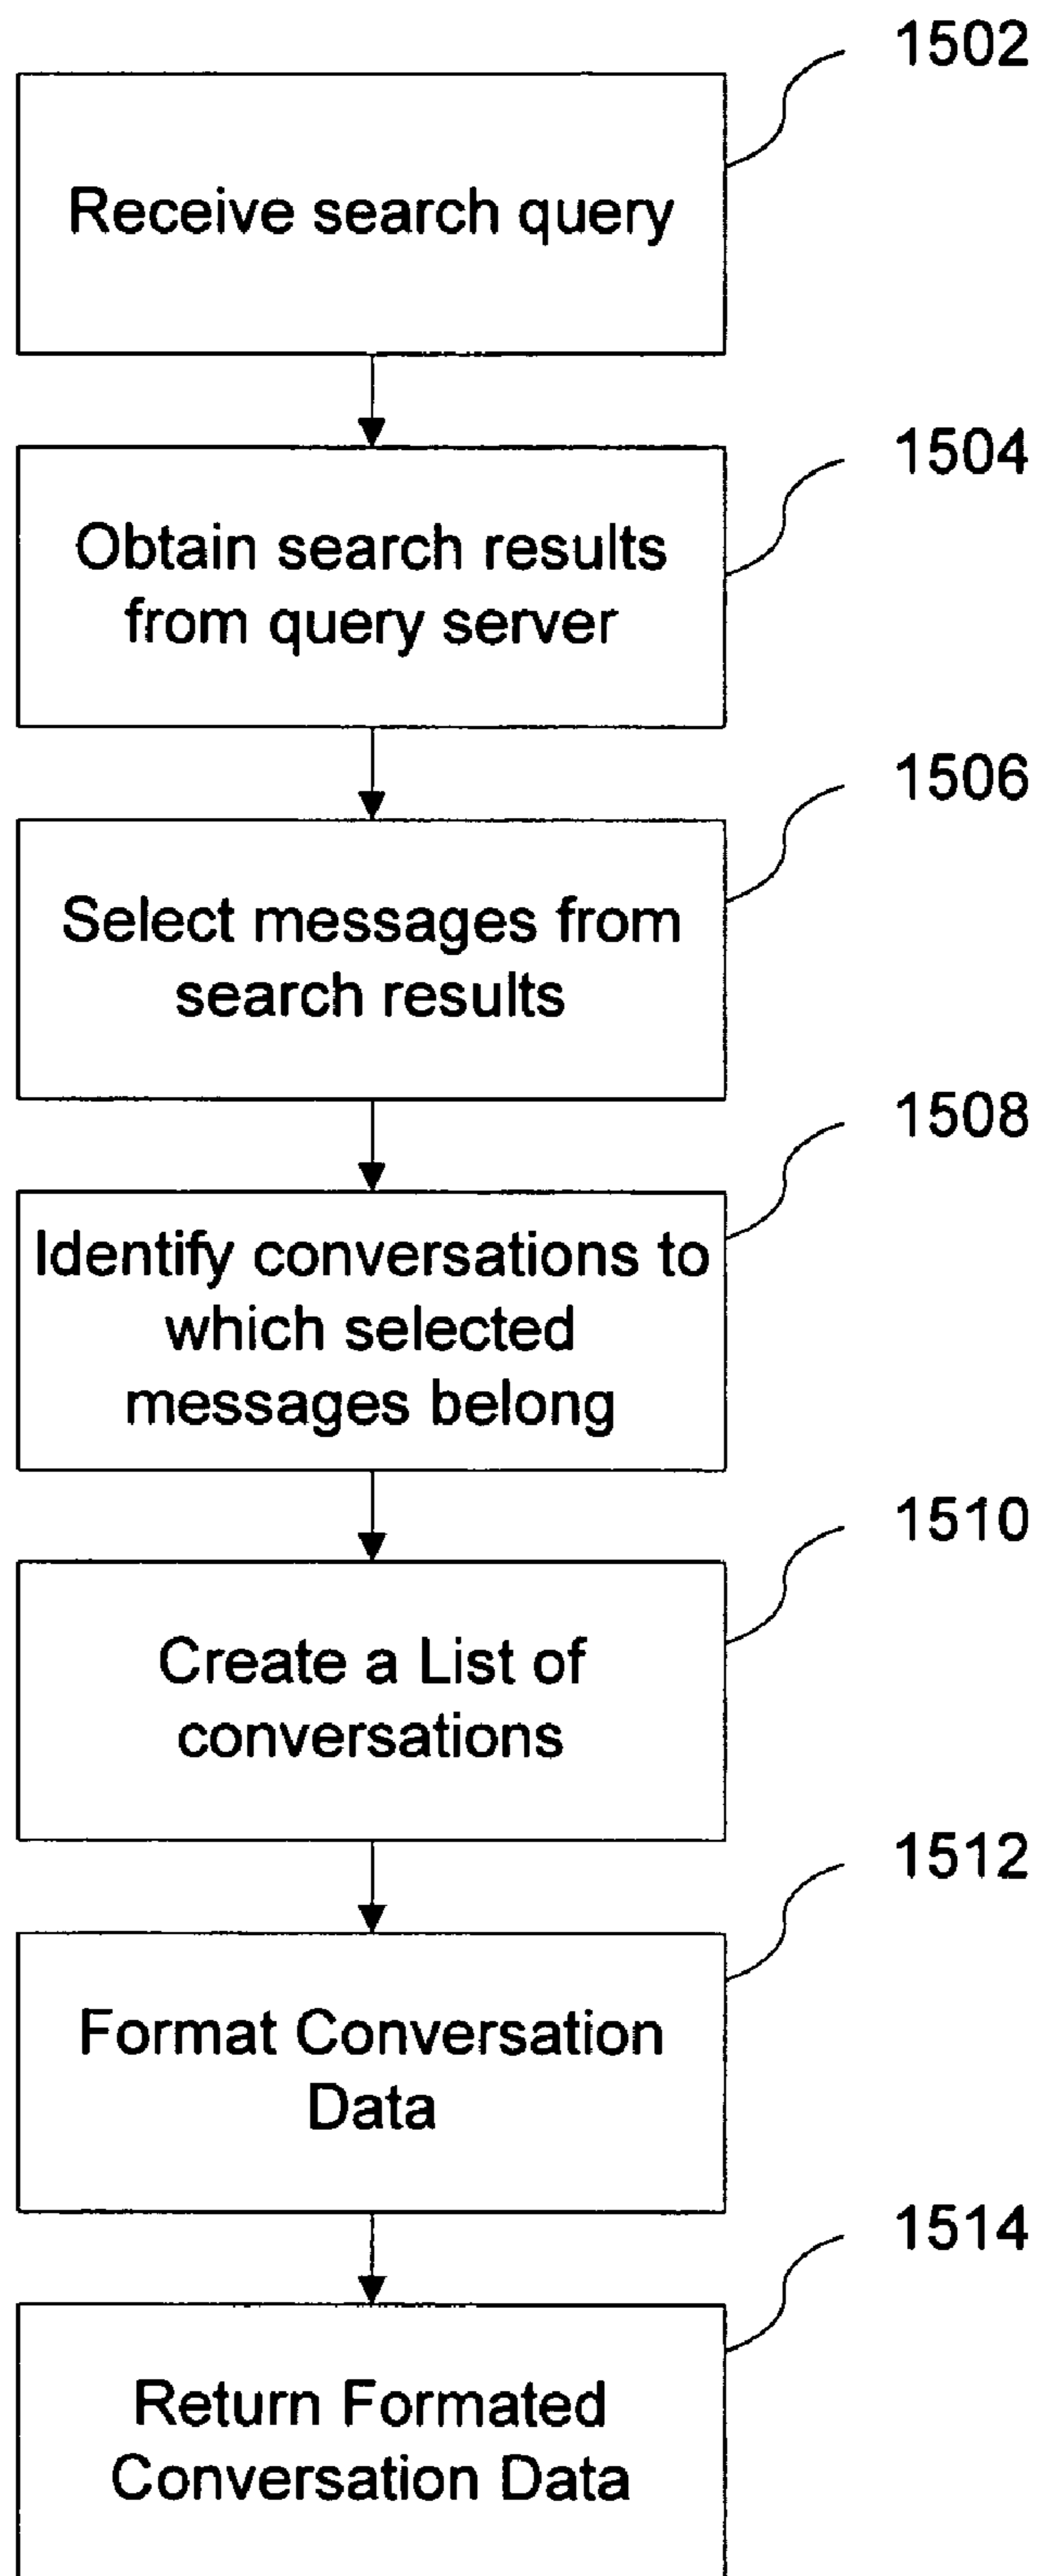 1502
Receive search query
1504
Obtain search results
from query server
1506
Select messages from
search results
1508
Identify conversations to
which selected
messages belong
1510
Create a List of
conversations
1512
Format Conversation
Data
1514
Return Formated
Conversation Data